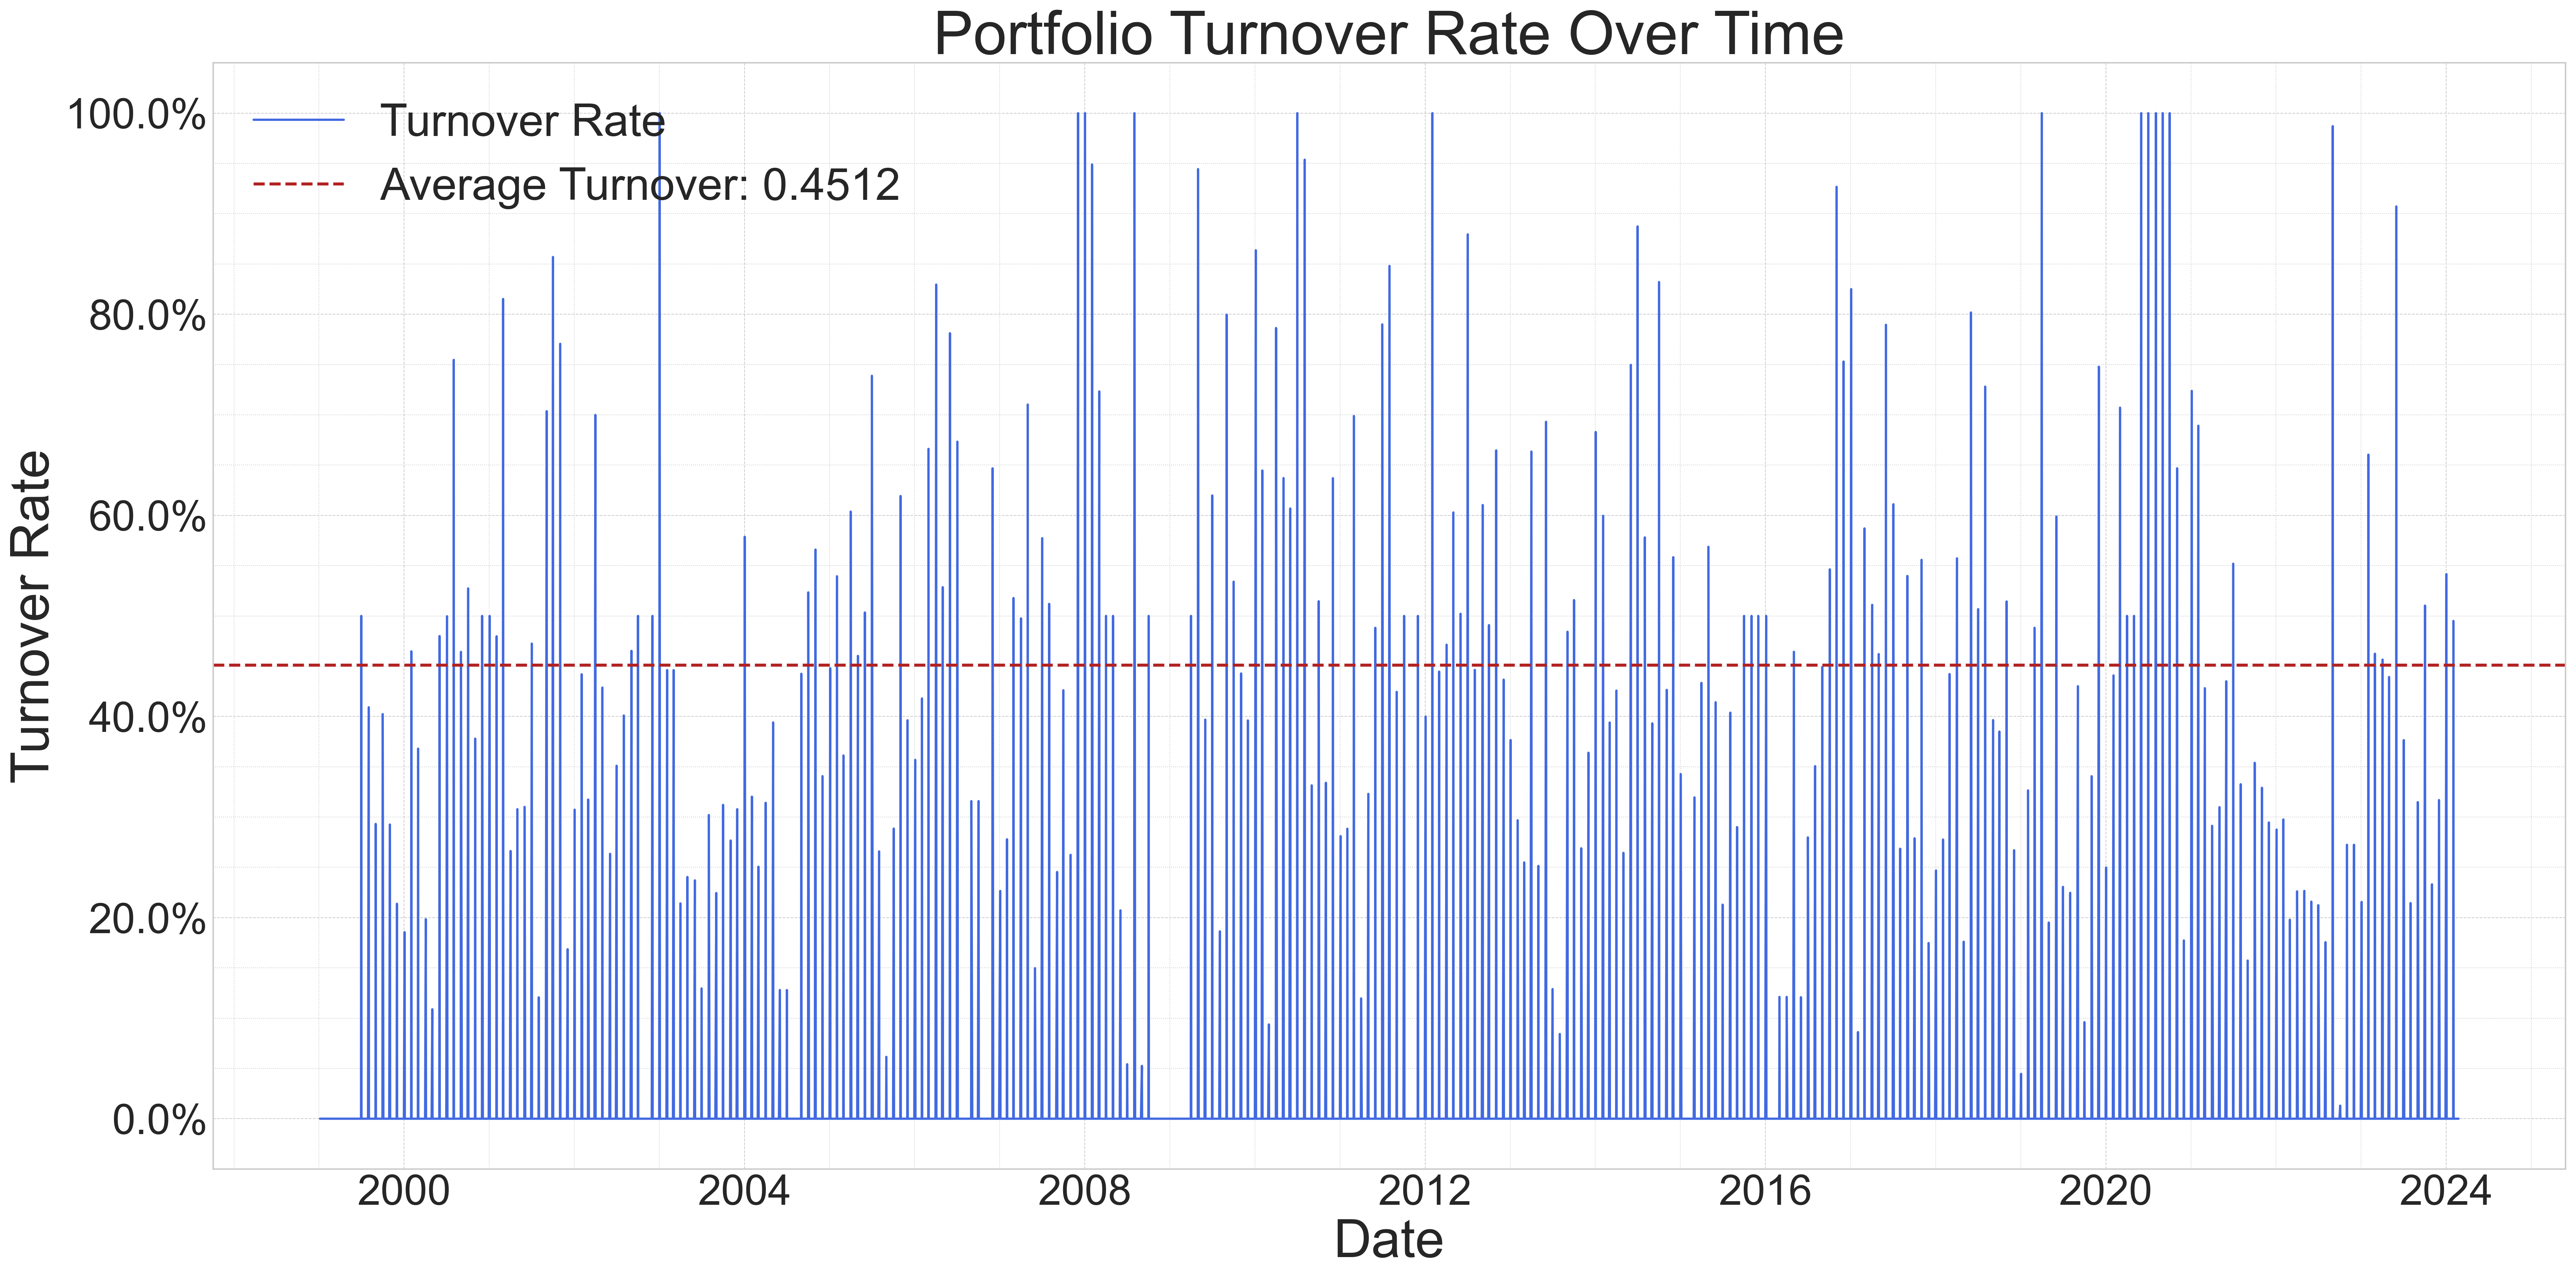 Portfolio Turnover Rate Over Time
Turnover Rate
Average Turnover: 0.4512
100.0%
80.0%
60.0%
40.0%
20.0%
0.0%
Turnover Rate
2000 2004 2008 2012 2016 2020 2024
Date